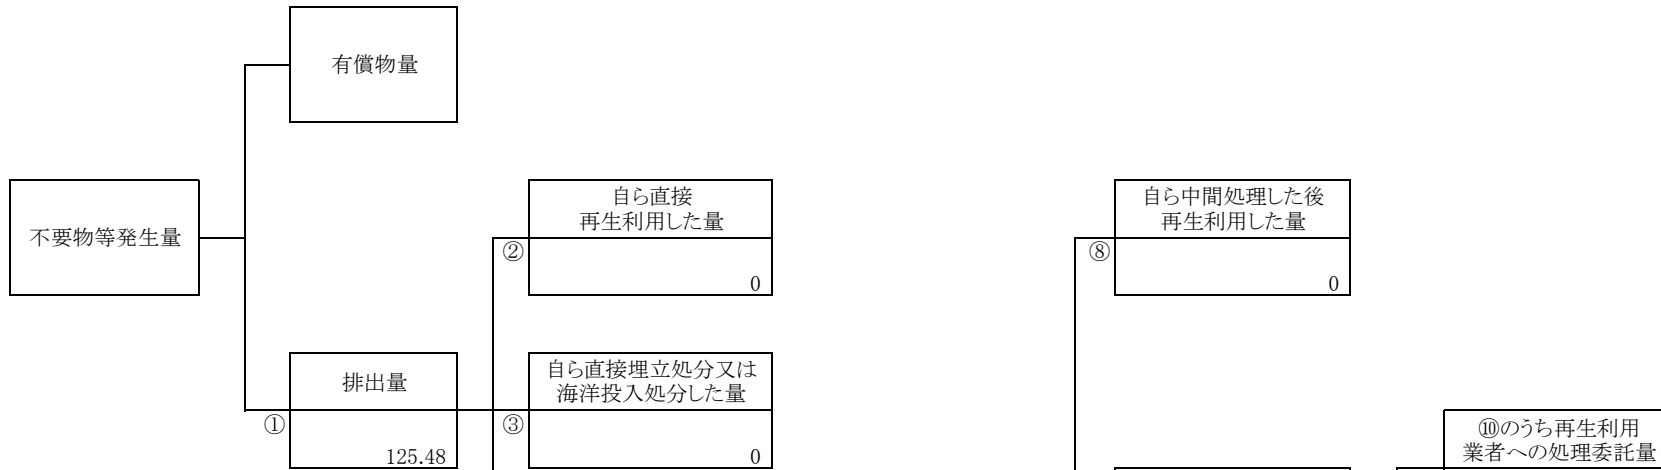 有償物量
不要物等発生量
自ら直接
再生利用した量
②
0
自ら中間処理した後
再生利用した量
⑧
0
排出量
①
125.48
自ら直接埋立処分又は
海洋投入処分した量
③
0
⑩のうち再生利用
業者への処理委託量